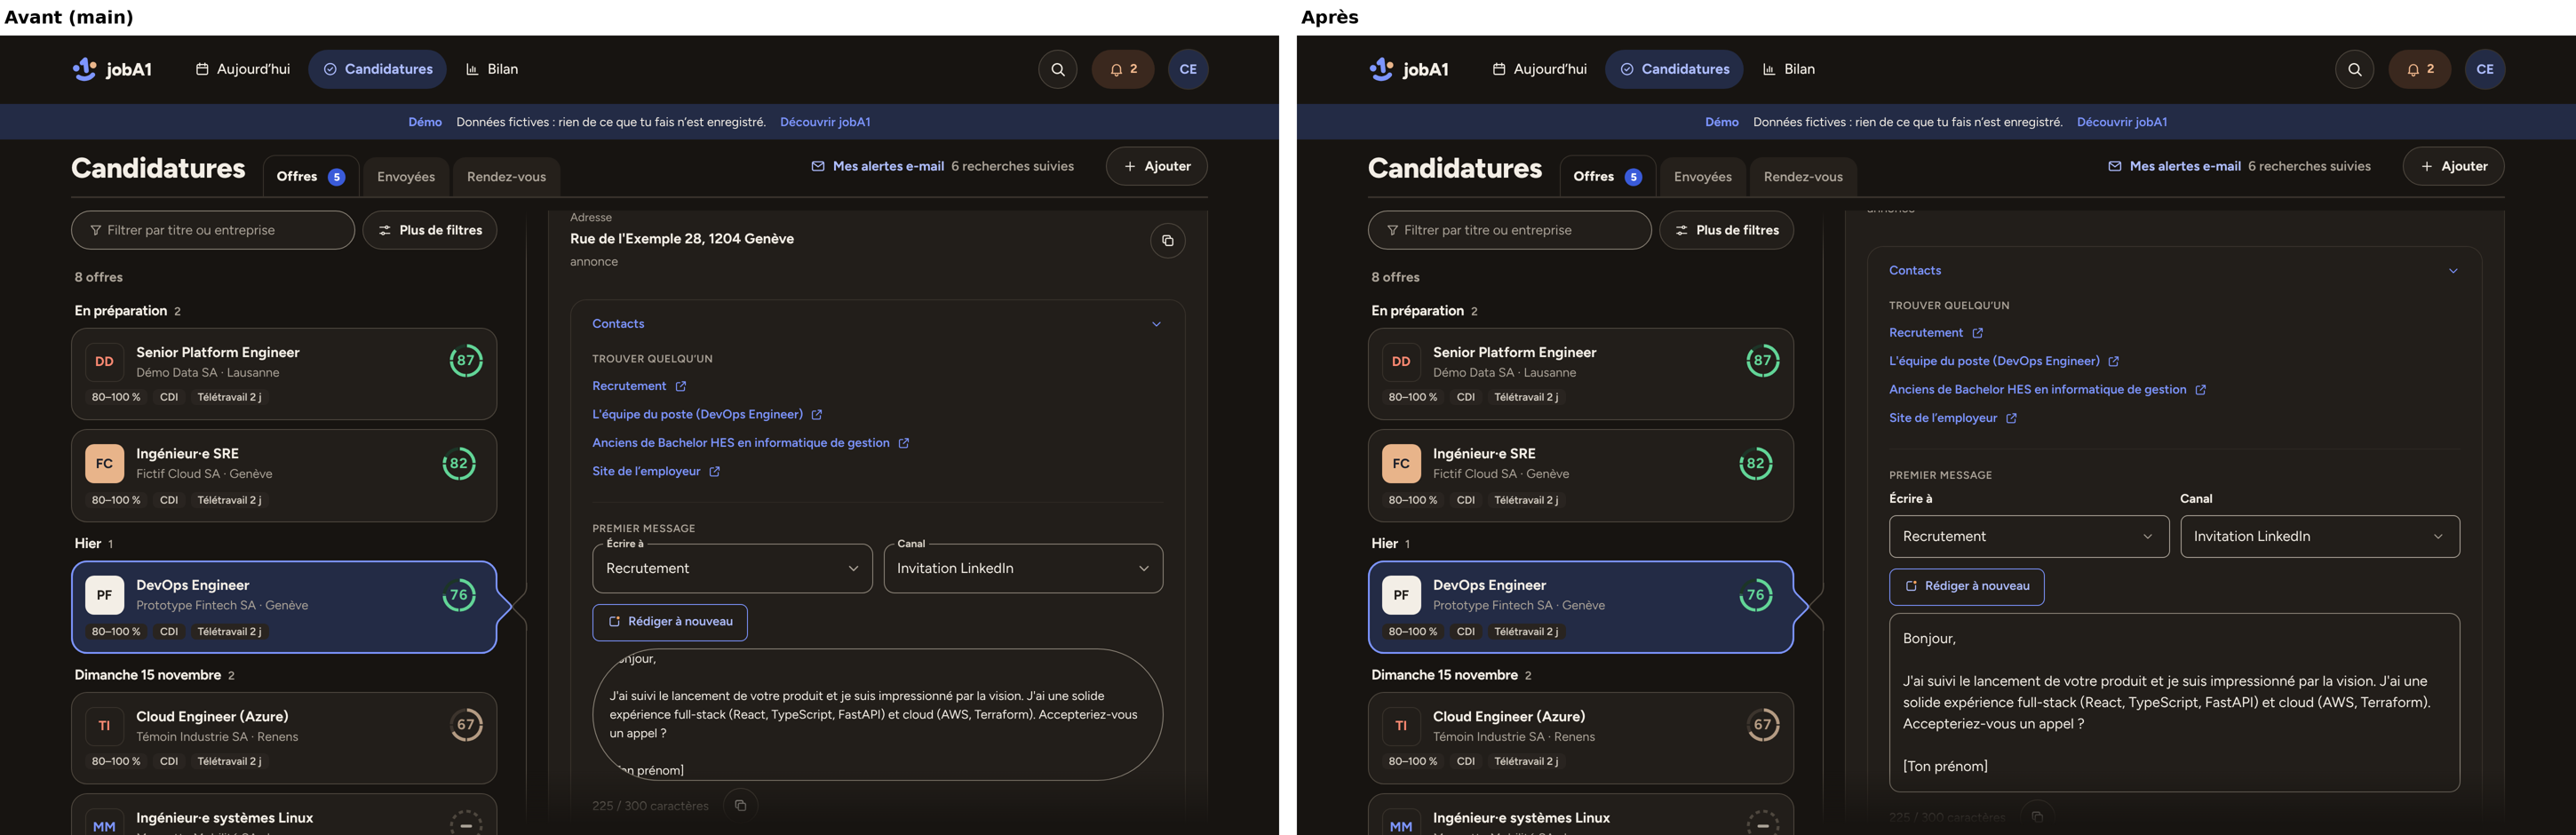 Avant (main)
jobA1
Aujourd'hui
Candidatures
Bilan
2
CE
Démo Données fictives : rien de ce que tu fais n'est enregistré. Découvrir jobA1
Candidatures
Offres 5
Envoyées
Rendez-vous
Mes alertes e-mail 6 recherches suivies
+ Ajouter
Filtrer par titre ou entreprise
Plus de filtres
8 offres
En préparation 2
DD
Senior Platform Engineer
Démo Data SA · Lausanne
87
80–100 % CDI Télétravail 2 j
FC
Ingénieur·e SRE
Fictif Cloud SA · Genève
82
80–100 % CDI Télétravail 2 j
Hier 1
PF
DevOps Engineer
Prototype Fintech SA · Genève
76
80–100 % CDI Télétravail 2 j
Dimanche 15 novembre 2
TI
Cloud Engineer (Azure)
Témoin Industrie SA · Renens
67
80–100 % CDI Télétravail 2 j
MM
Ingénieur·e systèmes Linux
Adresse
Rue de l'Exemple 28, 1204 Genève
annonce
Contacts
TROUVER QUELQU'UN
Recrutement
L'équipe du poste (DevOps Engineer)
Anciens de Bachelor HES en informatique de gestion
Site de l'employeur
PREMIER MESSAGE
Écrire à
Recrutement
Canal
Invitation LinkedIn
Rédiger à nouveau
onjour,
J'ai suivi le lancement de votre produit et je suis impressionné par la vision. J'ai une solide
expérience full-stack (React, TypeScript, FastAPI) et cloud (AWS, Terraform). Accepteriez-vous
un appel ?
on prénom]
225 / 300 caractères
Après
jobA1
Aujourd'hui
Candidatures
Bilan
2
CE
Démo Données fictives : rien de ce que tu fais n'est enregistré. Découvrir jobA1
Candidatures
Offres 5
Envoyées
Rendez-vous
Mes alertes e-mail 6 recherches suivies
+ Ajouter
Filtrer par titre ou entreprise
Plus de filtres
8 offres
En préparation 2
DD
Senior Platform Engineer
Démo Data SA · Lausanne
87
80–100 % CDI Télétravail 2 j
FC
Ingénieur·e SRE
Fictif Cloud SA · Genève
82
80–100 % CDI Télétravail 2 j
Hier 1
PF
DevOps Engineer
Prototype Fintech SA · Genève
76
80–100 % CDI Télétravail 2 j
Dimanche 15 novembre 2
TI
Cloud Engineer (Azure)
Témoin Industrie SA · Renens
67
80–100 % CDI Télétravail 2 j
MM
Ingénieur·e systèmes Linux
Contacts
TROUVER QUELQU'UN
Recrutement
L'équipe du poste (DevOps Engineer)
Anciens de Bachelor HES en informatique de gestion
Site de l'employeur
PREMIER MESSAGE
Écrire à
Canal
Recrutement
Invitation LinkedIn
Rédiger à nouveau
Bonjour,
J'ai suivi le lancement de votre produit et je suis impressionné par la vision. J'ai une
solide expérience full-stack (React, TypeScript, FastAPI) et cloud (AWS, Terraform).
Accepteriez-vous un appel ?
[Ton prénom]
225 / 300 caractères